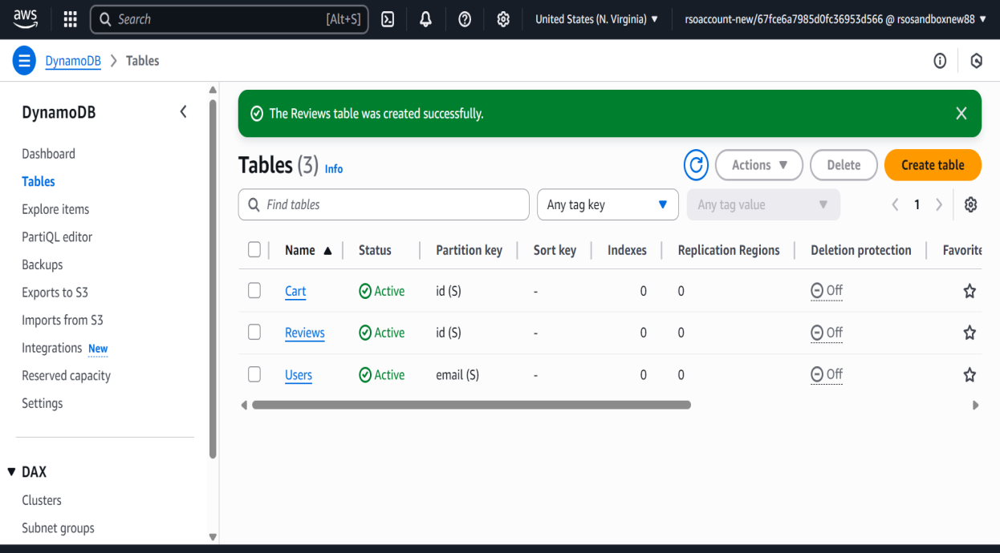 aws
Search [Alt+S]
United States (N. Virginia) ▼
rsoaccount-new/67fce6a7985d0fc36953d566 @ rsosandboxnew88 ▼
DynamoDB > Tables
DynamoDB
Dashboard
Tables
Explore items
PartiQL editor
Backups
Exports to S3
Imports from S3
Integrations New
Reserved capacity
Settings
▼ DAX
Clusters
Subnet groups
The Reviews table was created successfully.
Tables (3) Info
Actions ▼ Delete Create table
Find tables Any tag key ▼ Any tag value ▼ < 1 >
Name ▲ Status Partition key Sort key Indexes Replication Regions Deletion protection Favorite
Cart Active id (S) - 0 0 Off
Reviews Active id (S) - 0 0 Off
Users Active email (S) - 0 0 Off